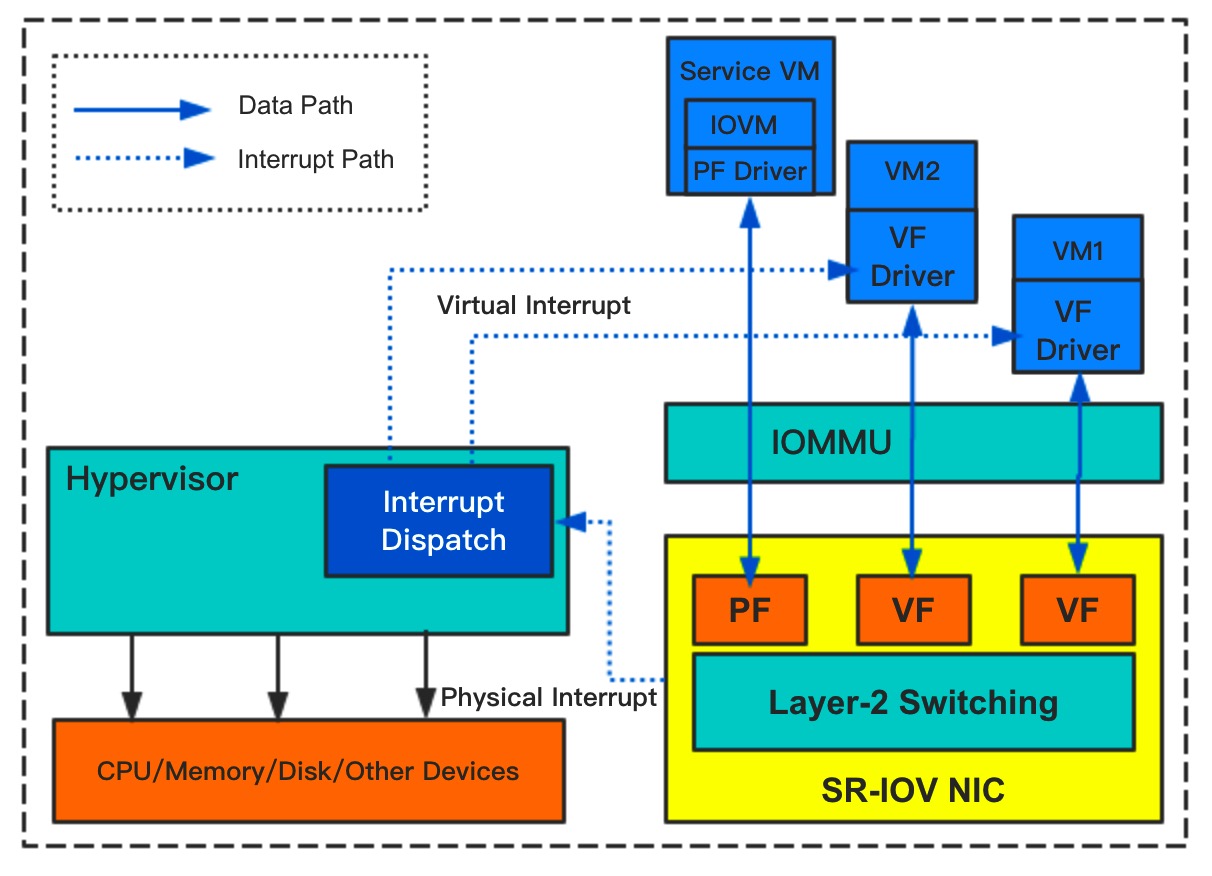 Data Path
Interrupt Path
Service VM
IOVM
PF Driver
VM2
VF
Driver
VM1
VF
Driver
Virtual Interrupt
IOMMU
Hypervisor
Interrupt
Dispatch
PF
VF
VF
Physical Interrupt
Layer-2 Switching
CPU/Memory/Disk/Other Devices
SR-IOV NIC